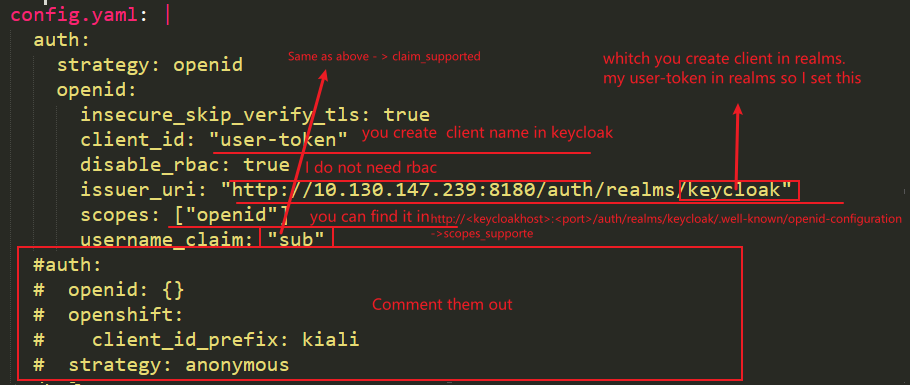 config.yaml: |
auth:
Same as above - > claim_supported
whitch you create client in realms.
strategy: openid
my user-token in realms so I set this
openid:
insecure_skip_verify_tls: true
client_id: "user-token"
you create client name in keycloak
disable_rbac: true
I do not need rbac
issuer_uri: "http://10.130.147.239:8180/auth/realms/keycloak"
scopes: ["openid"]
you can find it in
http://<keycloakhost>:<port>/auth/realms/keycloak/.well-known/openid-configuration
->scopes_supporte
username_claim: "sub"
#auth:
#  openid: {}
#  openshift:
Comment them out
#    client_id_prefix: kiali
#  strategy: anonymous